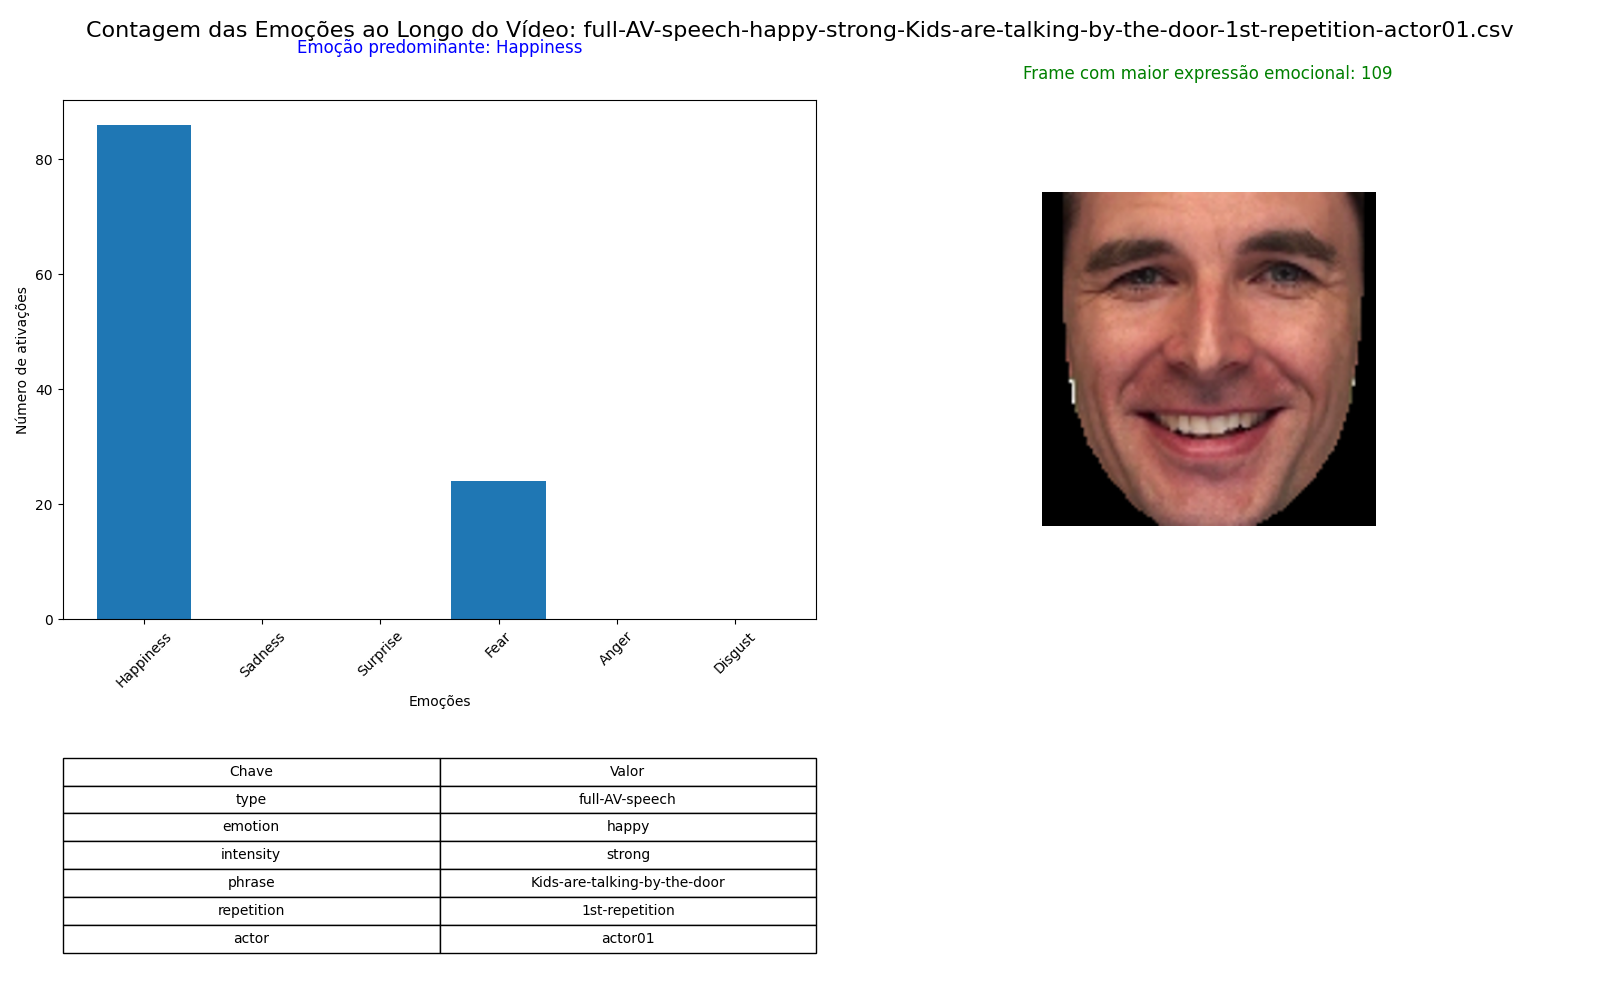 Contagem das Emoções ao Longo do Vídeo: full-AV-speech-happy-strong-Kids-are-talking-by-the-door-1st-repetition-actor01.csv
Emoção predominante: Happiness
Frame com maior expressão emocional: 109
80
60
40
20
0
Número de ativações
Happiness
Sadness
Surprise
Fear
Anger
Disgust
Emoções
Chave Valor
type full-AV-speech
emotion happy
intensity strong
phrase Kids-are-talking-by-the-door
repetition 1st-repetition
actor actor01